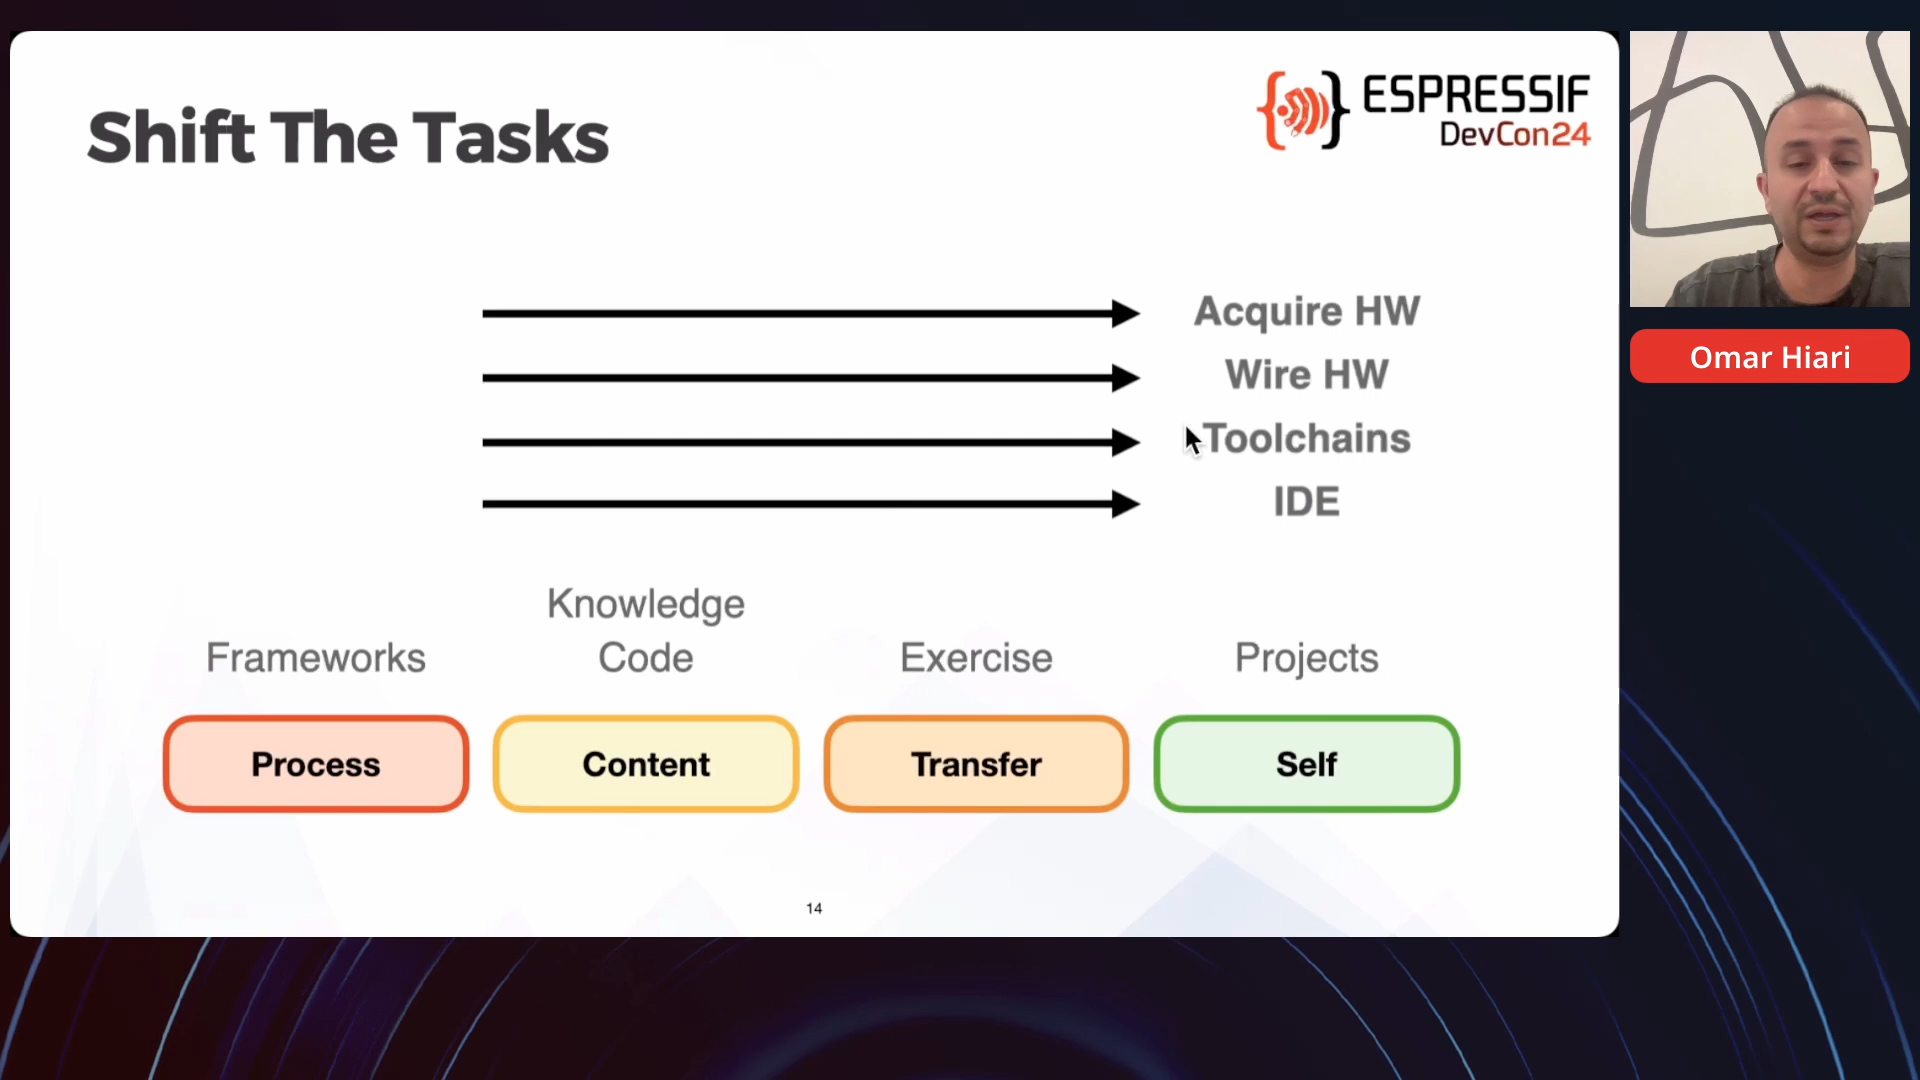 Shift The Tasks
ESPRESSIF
DevCon24
Acquire HW
Wire HW
Toolchains
IDE
Knowledge
Frameworks
Code
Exercise
Projects
Process
Content
Transfer
Self
14
Omar Hiari